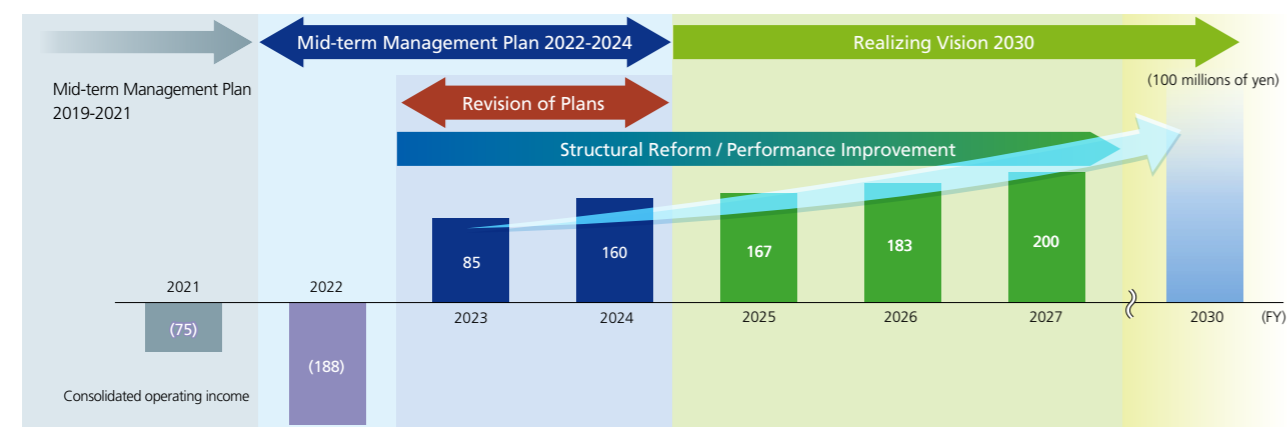 Mid-term Management Plan 2022-2024
Realizing Vision 2030
Mid-term Management Plan
2019-2021
(100 millions of yen)
Revision of Plans
Structural Reform / Performance Improvement
85
160
167
183
200
2021
2022
2023
2024
2025
2026
2027
2030
(FY)
(75)
(188)
Consolidated operating income